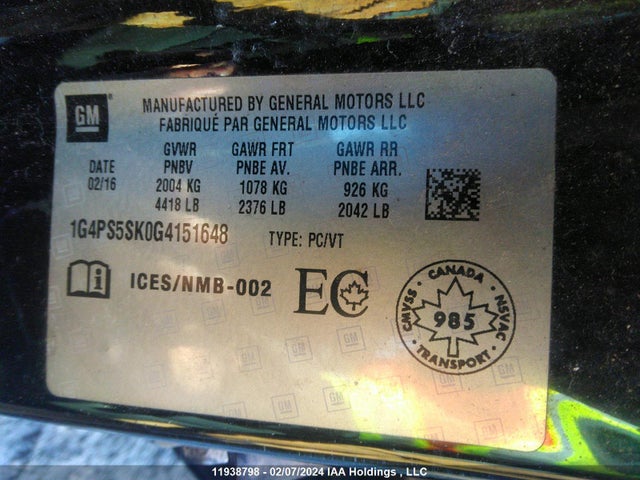 GM
MANUFACTURED BY GENERAL MOTORS LLC
FABRIQUÉ PAR GENERAL MOTORS LLC
DATE
02/16
GVWR
PNBV
2004 KG
4418 LB
GAWR FRT
PNBE AV.
1078 KG
2376 LB
GAWR RR
PNBE ARR.
926 KG
2042 LB
1G4PS5SK0G4151648 TYPE: PC/VT
i ICES/NMB-002 EC
CANADA
CMVSS NSVAC
985
TRANSPORT
11938798 - 02/07/2024 IAA Holdings , LLC